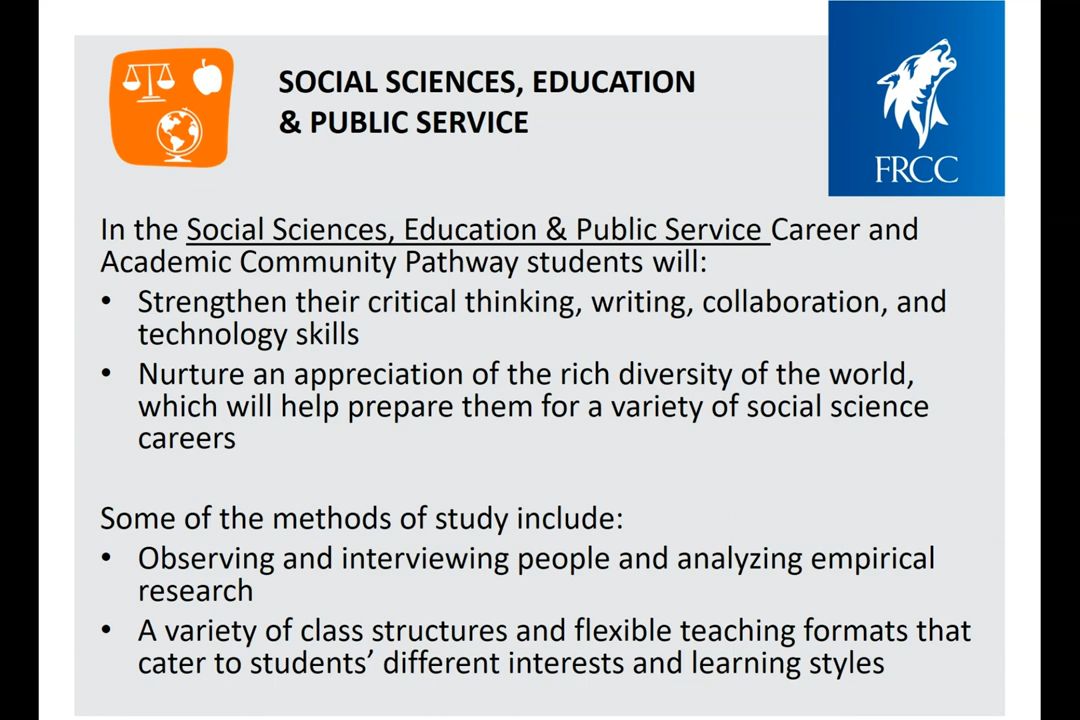 SOCIAL SCIENCES, EDUCATION
& PUBLIC SERVICE
FRCC
In the Social Sciences, Education & Public Service Career and
Academic Community Pathway students will:
• Strengthen their critical thinking, writing, collaboration, and
technology skills
• Nurture an appreciation of the rich diversity of the world,
which will help prepare them for a variety of social science
careers
Some of the methods of study include:
• Observing and interviewing people and analyzing empirical
research
• A variety of class structures and flexible teaching formats that
cater to students’ different interests and learning styles